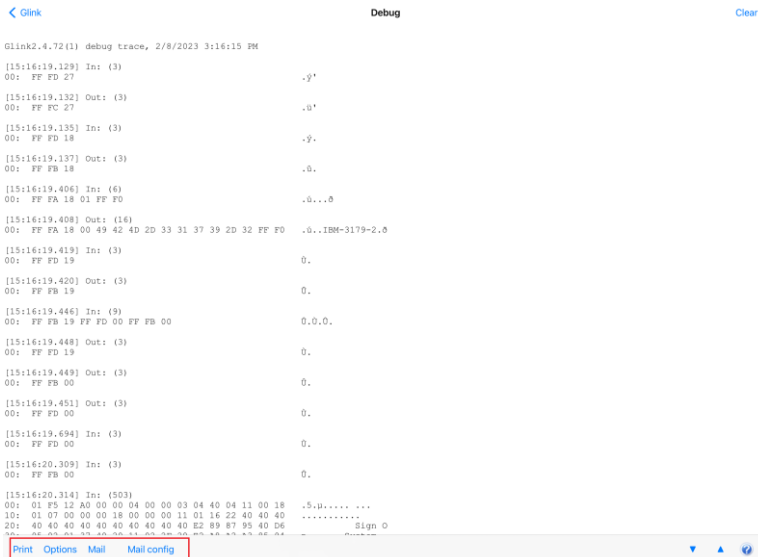 Glink
Debug
Clear
Glink2.4.72(1) debug trace, 2/8/2023 3:16:15 PM
[15:16:19.129] In: (3)
00: FF FD 27 .ý'
[15:16:19.132] Out: (3)
00: FF FC 27 .ü'
[15:16:19.135] In: (3)
00: FF FD 18 .ý.
[15:16:19.137] Out: (3)
00: FF FB 18 .û.
[15:16:19.406] In: (6)
00: FF FA 18 01 FF F0 .ú...ð
[15:16:19.408] Out: (16)
00: FF FA 18 00 49 42 4D 2D 33 31 37 39 2D 32 FF F0 .ú..IBM-3179-2.ð
[15:16:19.419] In: (3)
00: FF FD 19 Ù.
[15:16:19.420] Out: (3)
00: FF FB 19 Û.
[15:16:19.446] In: (9)
00: FF FB 19 FF FD 00 FF FB 00 Û.Ù.Û.
[15:16:19.448] Out: (3)
00: FF FD 19 Ù.
[15:16:19.449] Out: (3)
00: FF FB 00 Û.
[15:16:19.451] Out: (3)
00: FF FD 00 Ù.
[15:16:19.694] In: (3)
00: FF FD 00 Ù.
[15:16:20.309] In: (3)
00: FF FB 00 Û.
[15:16:20.314] In: (503)
00: 01 F5 12 A0 00 00 04 00 00 03 04 40 04 11 00 18 .5.µ..... ...
10: 01 07 00 00 00 18 00 00 00 11 01 16 22 40 40 40 ...........
20: 40 40 40 40 40 40 40 40 40 40 E2 89 87 95 40 D6 Sign O
Print Options Mail Mail config